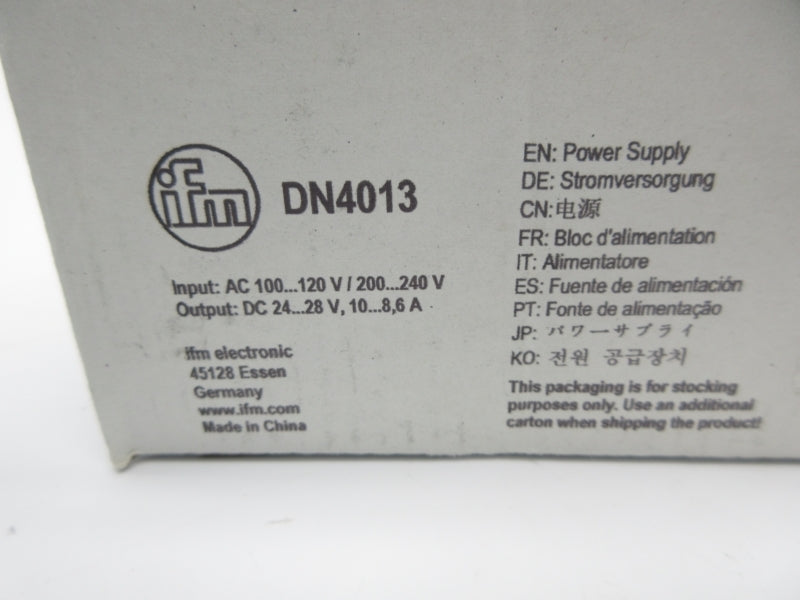 ifm
DN4013
Input: AC 100...120 V / 200...240 V
Output: DC 24...28 V, 10...8,6 A
ifm electronic
45128 Essen
Germany
www.ifm.com
Made in China
EN: Power Supply
DE: Stromversorgung
CN:电源
FR: Bloc d'alimentation
IT: Alimentatore
ES: Fuente de alimentación
PT: Fonte de alimentação
JP: パワーサプライ
KO: 전원 공급장치
This packaging is for stocking
purposes only. Use an additional
carton when shipping the product!